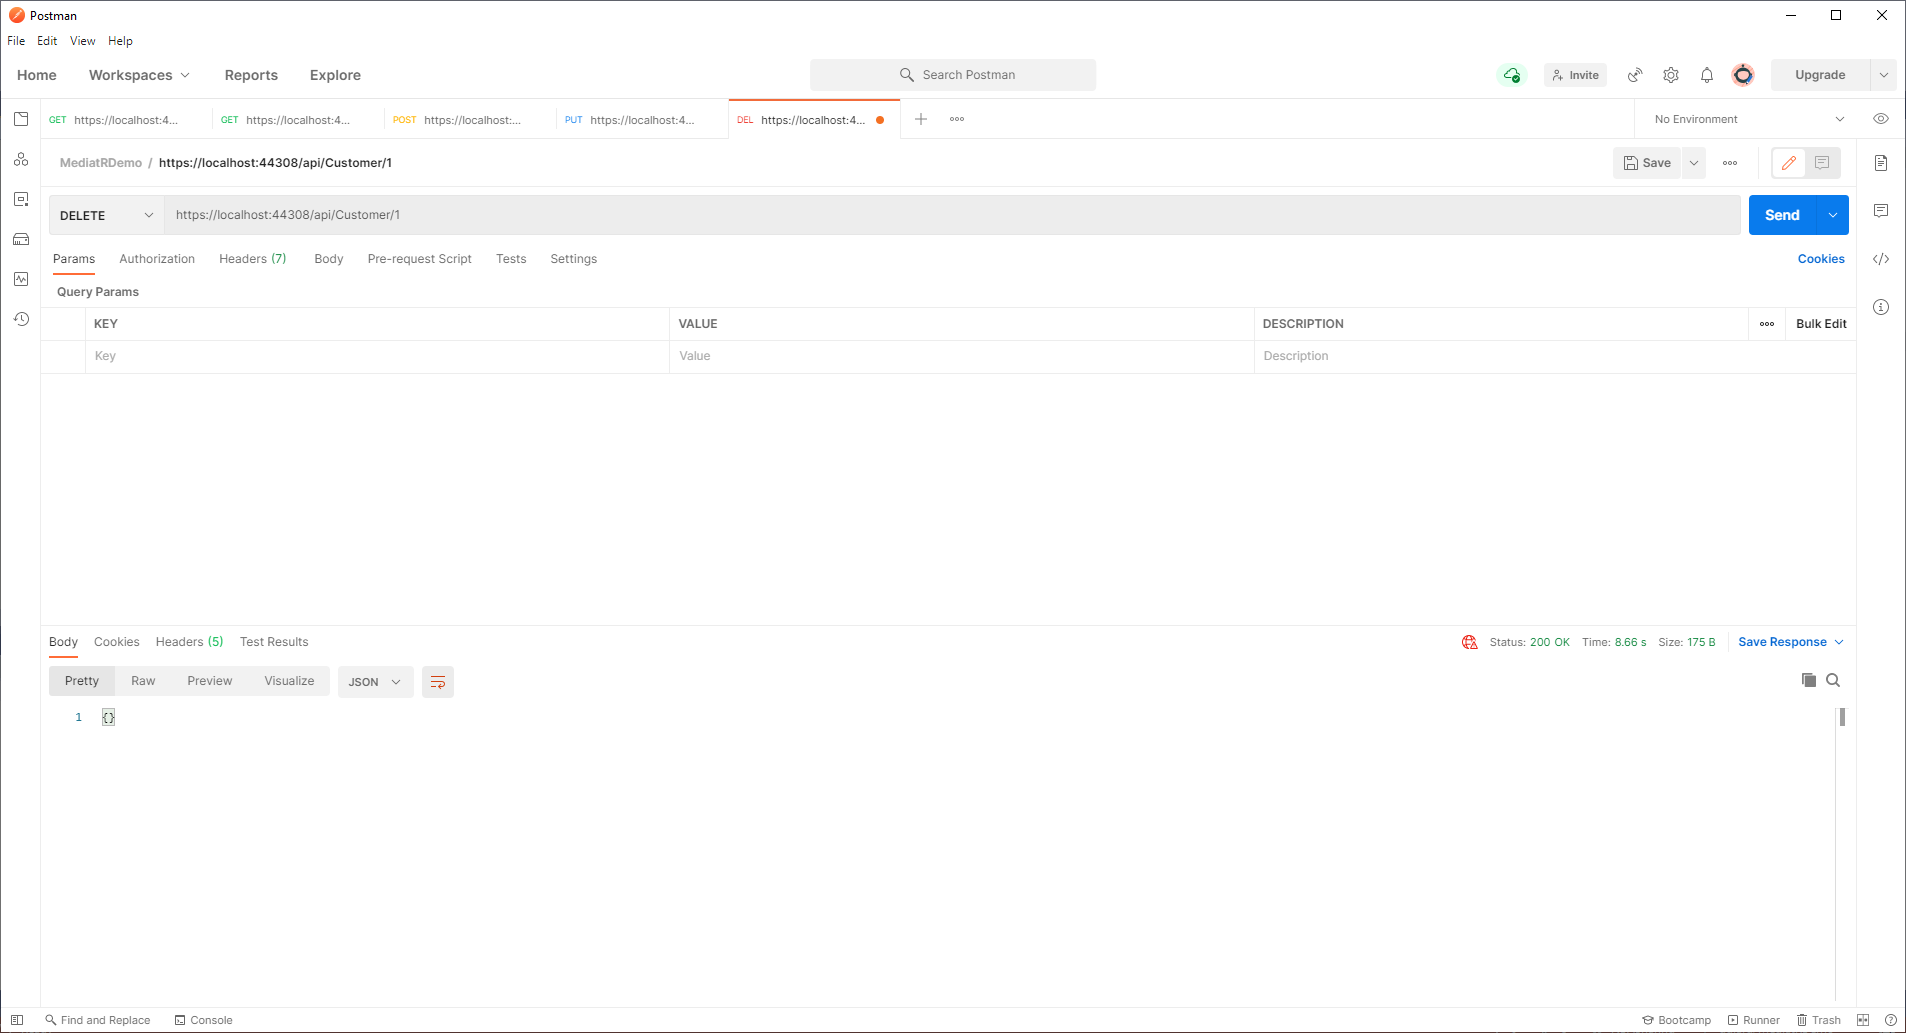 Postman
File Edit View Help
Home Workspaces Reports Explore Search Postman Invite Upgrade
GET https://localhost:4... GET https://localhost:4... POST https://localhost:... PUT https://localhost:4... DEL https://localhost:4... No Environment
MediatRDemo / https://localhost:44308/api/Customer/1 Save
DELETE https://localhost:44308/api/Customer/1 Send
Params Authorization Headers (7) Body Pre-request Script Tests Settings Cookies
Query Params
KEY VALUE DESCRIPTION Bulk Edit
Key Value Description
Body Cookies Headers (5) Test Results Status: 200 OK Time: 8.66 s Size: 175 B Save Response
Pretty Raw Preview Visualize JSON
1 {}
Find and Replace Console Bootcamp Runner Trash